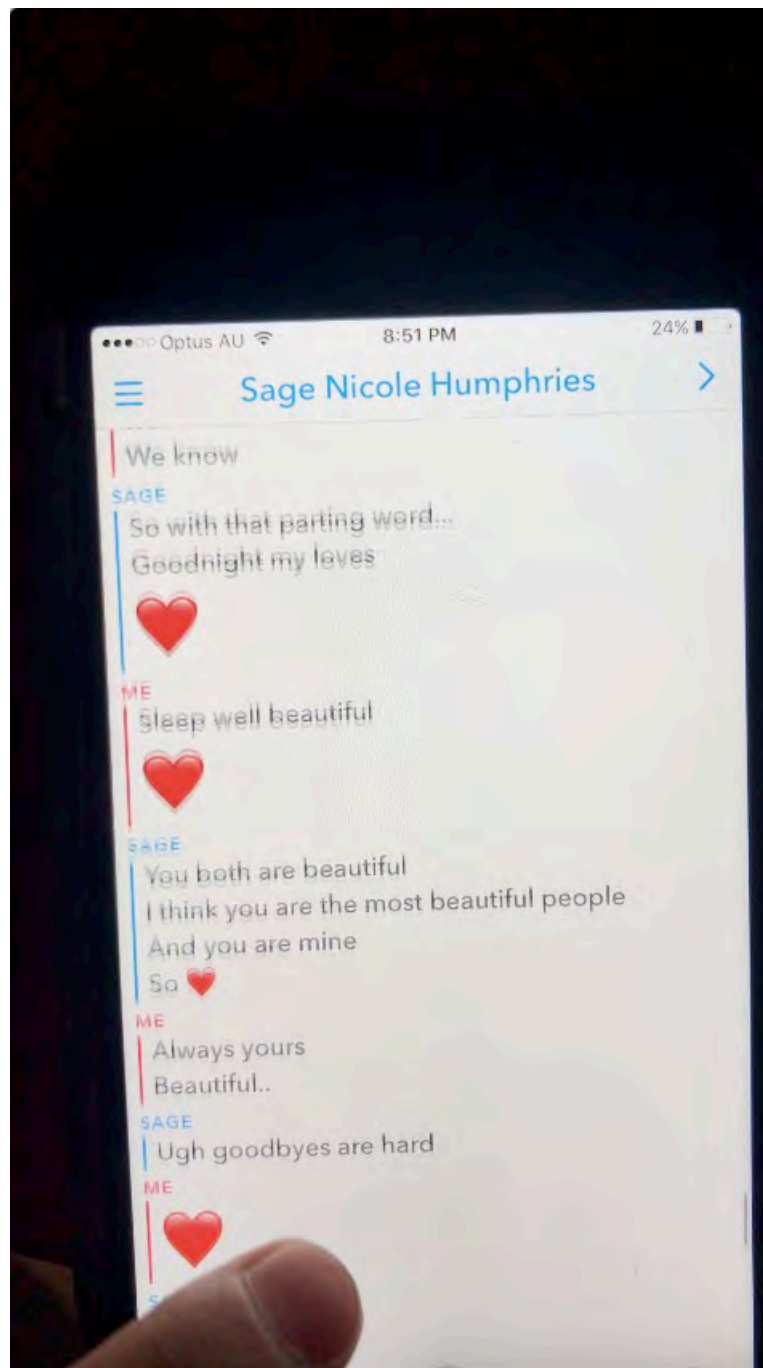 Optus AU 8:51 PM 24%
Sage Nicole Humphries
We know
SAGE
So with that parting word...
Goodnight my loves
❤️
ME
Sleep well beautiful
❤️
SAGE
You both are beautiful
I think you are the most beautiful people
And you are mine
So ❤️
ME
Always yours
Beautiful..
SAGE
Ugh goodbyes are hard
ME
❤️